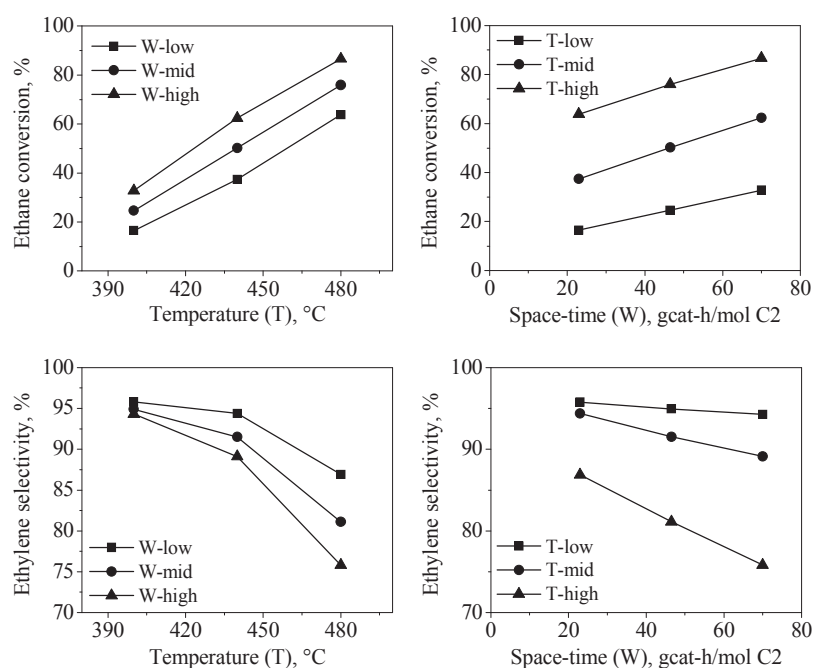 100
80
60
40
20
0
Ethane conversion, %
W-low
W-mid
W-high
390 420 450 480
Temperature (T), °C
100
80
60
40
20
0
Ethane conversion, %
T-low
T-mid
T-high
0 20 40 60 80
Space-time (W), gcat-h/mol C2
100
95
90
85
80
75
70
Ethylene selectivity, %
W-low
W-mid
W-high
390 420 450 480
Temperature (T), °C
100
95
90
85
80
75
70
Ethylene selectivity, %
T-low
T-mid
T-high
0 20 40 60 80
Space-time (W), gcat-h/mol C2